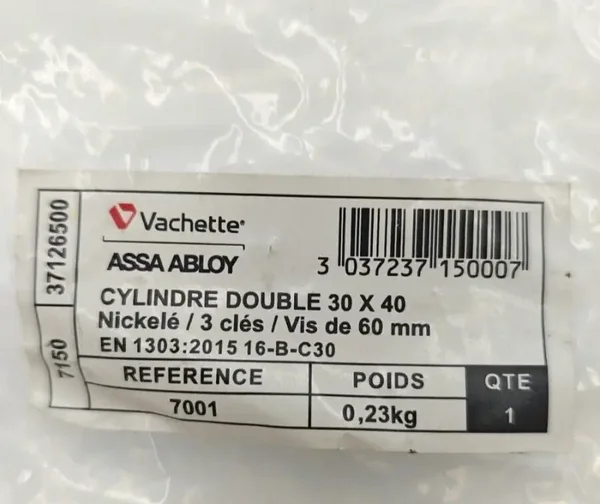 37126500
7150
Vachette
ASSA ABLOY
3 037237 150007
CYLINDRE DOUBLE 30 X 40
Nickelé / 3 clés / Vis de 60 mm
EN 1303:2015 16-B-C30
REFERENCE POIDS QTE
7001 0,23kg 1